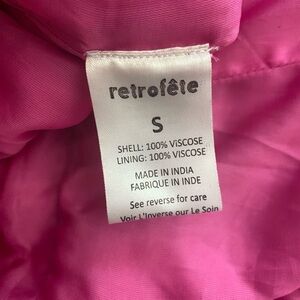 retrofête
S
SHELL: 100% VISCOSE
LINING: 100% VISCOSE
MADE IN INDIA
FABRIQUE IN INDE
See reverse for care
Voir L'inverse our Le Soin